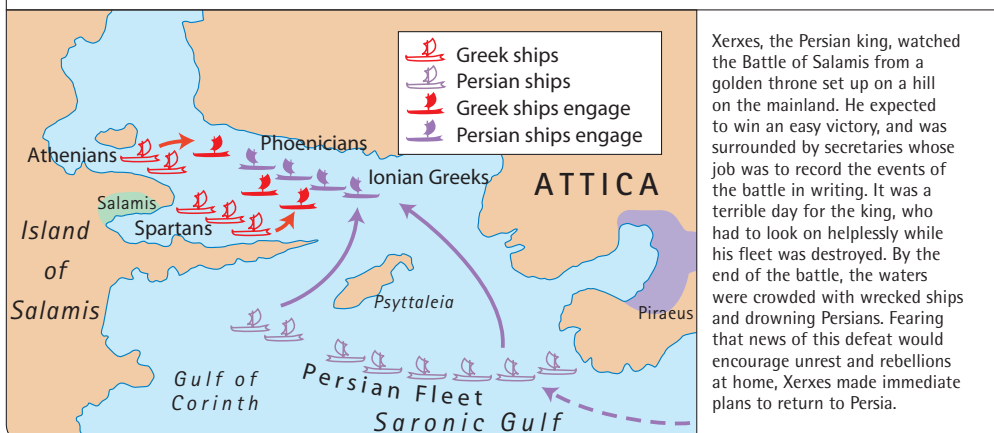 Greek ships
Persian ships
Greek ships engage
Persian ships engage
Phoenicians
Athenians
Ionian Greeks
ATTICA
Salamis
Spartans
Island
of
Salamis
Psyttaleia
Piraeus
Gulf of
Corinth
Persian Fleet
Saronic Gulf
Xerxes, the Persian king, watched
the Battle of Salamis from a
golden throne set up on a hill
on the mainland. He expected
to win an easy victory, and was
surrounded by secretaries whose
job was to record the events of
the battle in writing. It was a
terrible day for the king, who
had to look on helplessly while
his fleet was destroyed. By the
end of the battle, the waters
were crowded with wrecked ships
and drowning Persians. Fearing
that news of this defeat would
encourage unrest and rebellions
at home, Xerxes made immediate
plans to return to Persia.